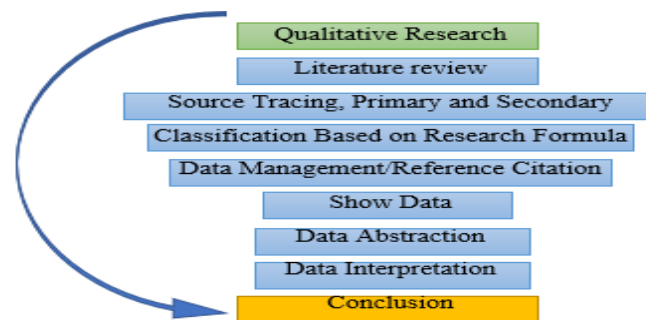 Qualitative Research
Literature review
Source Tracing, Primary and Secondary
Classification Based on Research Formula
Data Management/Reference Citation
Show Data
Data Abstraction
Data Interpretation
Conclusion